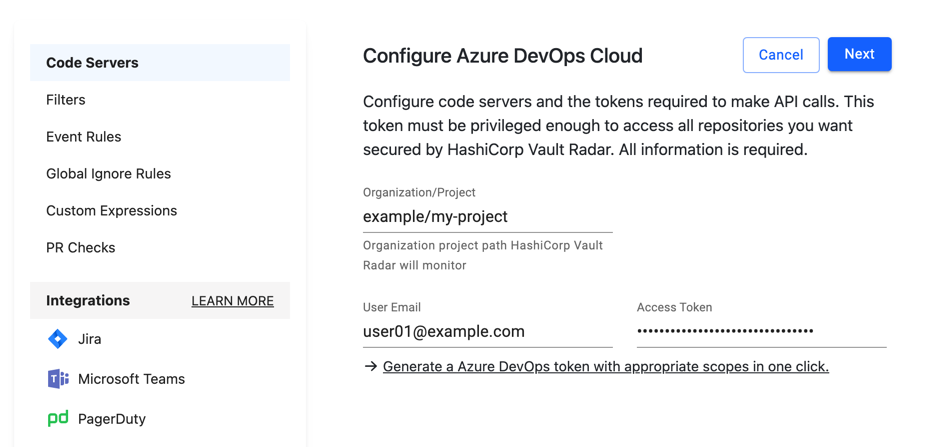 Code Servers
Filters
Event Rules
Global Ignore Rules
Custom Expressions
PR Checks
Integrations LEARN MORE
Jira
Microsoft Teams
PagerDuty
Configure Azure DevOps Cloud
Cancel
Next
Configure code servers and the tokens required to make API calls. This
token must be privileged enough to access all repositories you want
secured by HashiCorp Vault Radar. All information is required.
Organization/Project
example/my-project
Organization project path HashiCorp Vault
Radar will monitor
User Email
user01@example.com
Access Token
••••••••••••••••••••••••••••••••
→ Generate a Azure DevOps token with appropriate scopes in one click.